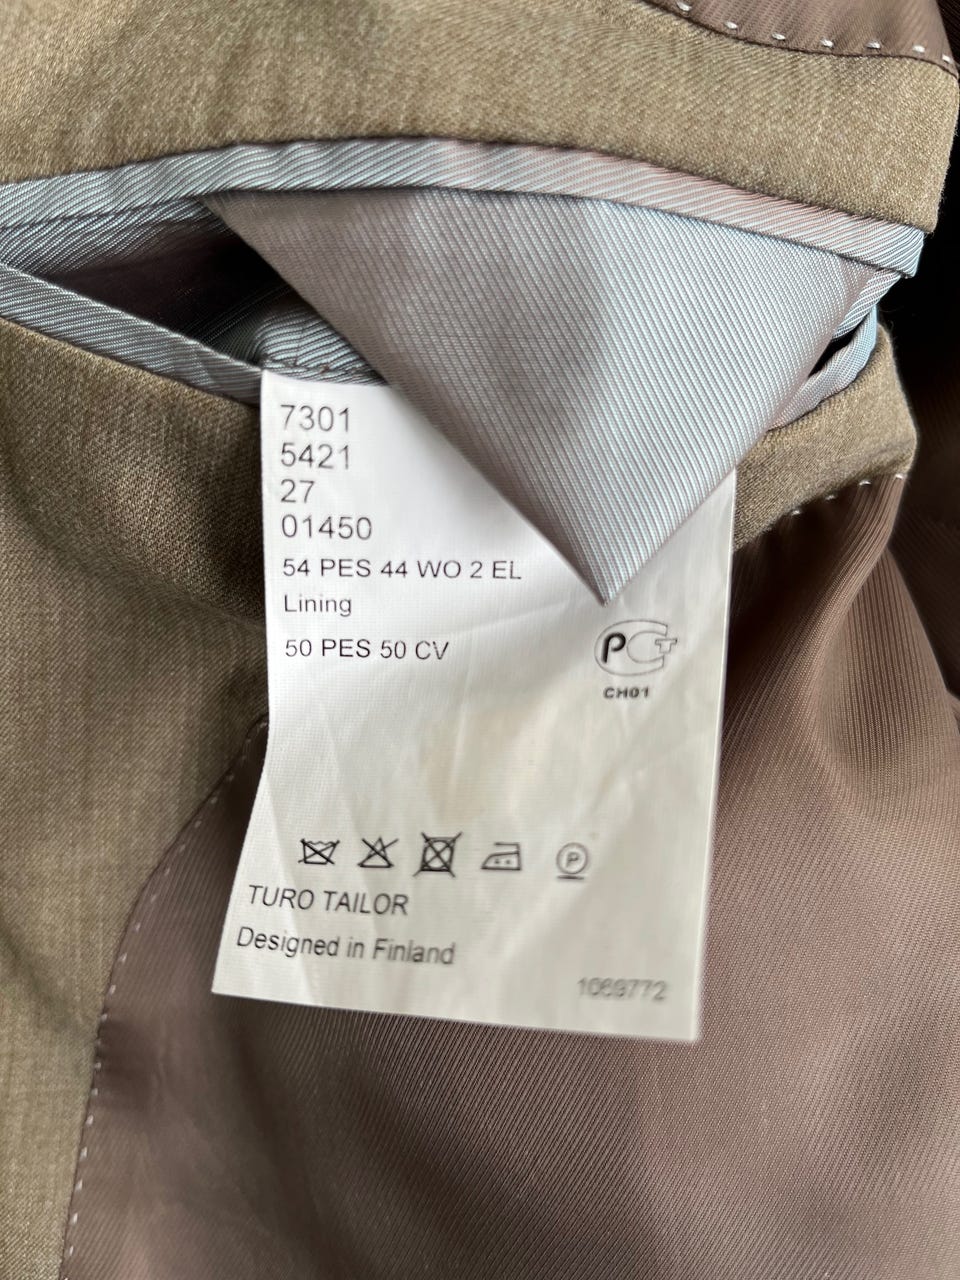 7301
5421
27
01450
54 PES 44 WO 2 EL
Lining
50 PES 50 CV
РСТ
CH01
P
TURO TAILOR
Designed in Finland
1069772